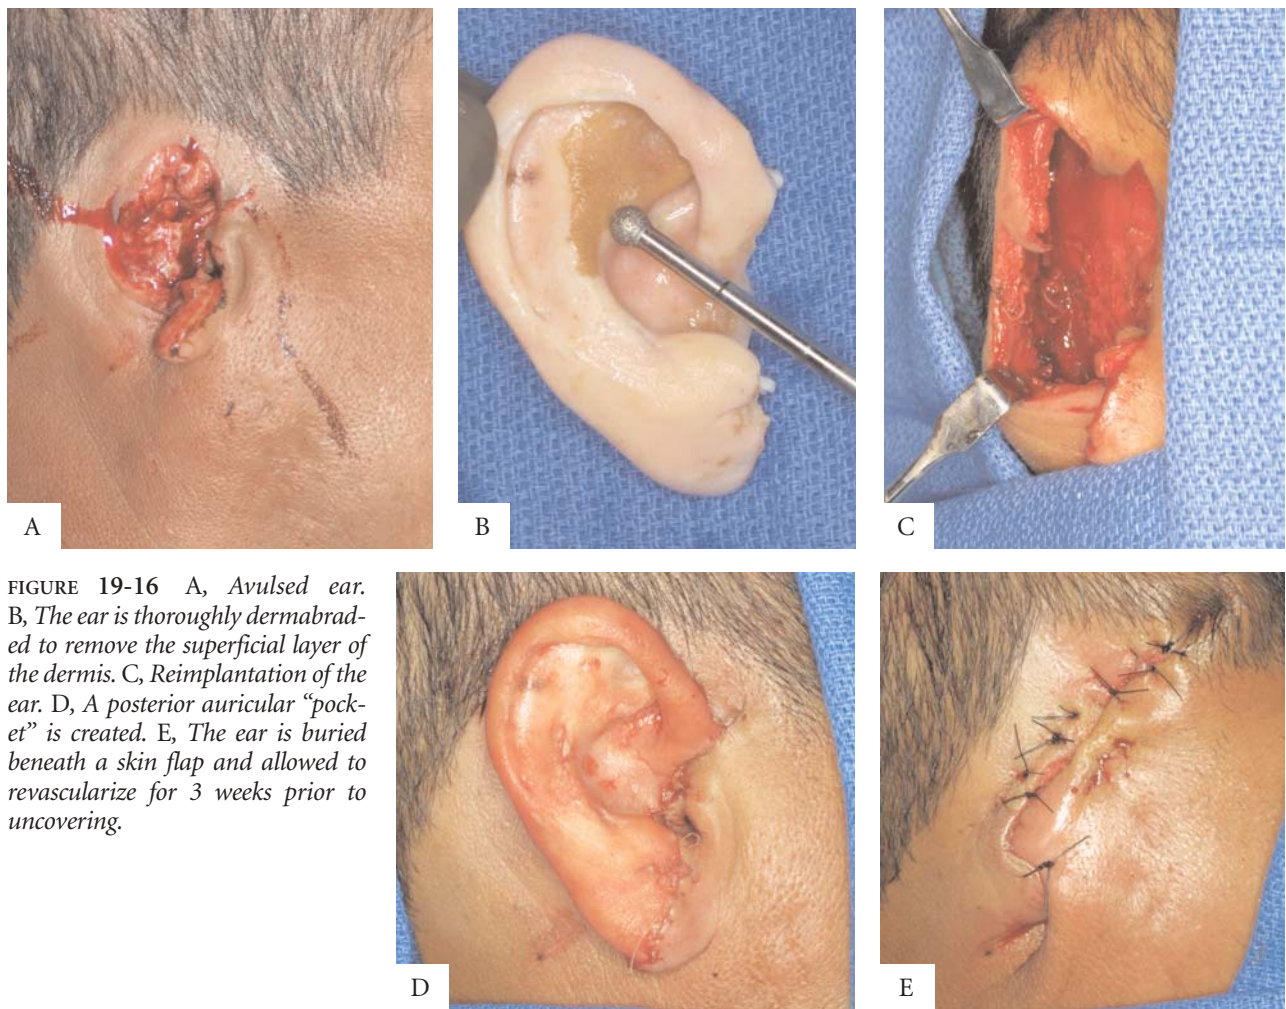 A
B
C
FIGURE 19-16 A, Avulsed ear.
B, The ear is thoroughly dermabrad-
ed to remove the superficial layer of
the dermis. C, Reimplantation of the
ear. D, A posterior auricular “pock-
et” is created. E, The ear is buried
beneath a skin flap and allowed to
revascularize for 3 weeks prior to
uncovering.
D
E